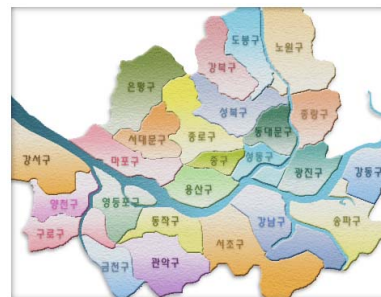 도봉구
노원구
강북구
은평구
성북구
중랑구
서대문구
종로구
동대문구
강서구
마포구
중구
성동구
광진구
강동구
용산구
양천구
영등포구
동작구
강남구
송파구
구로구
서초구
금천구
관악구